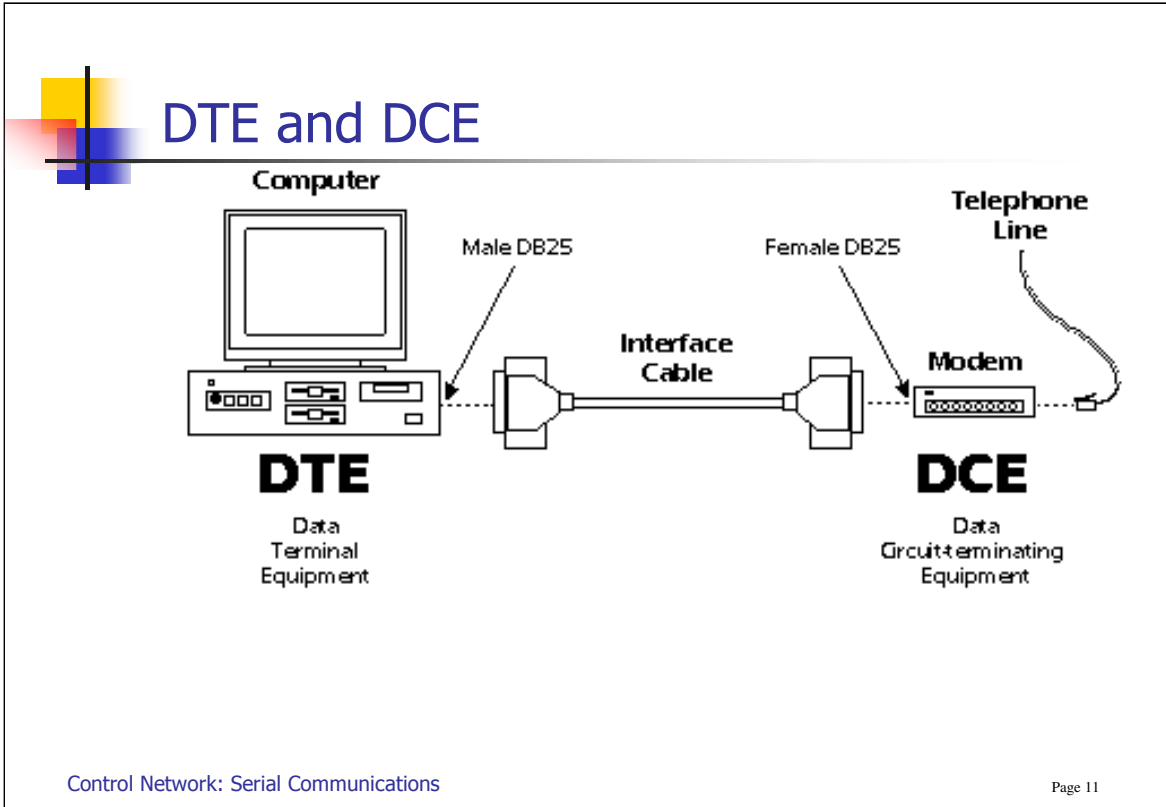 DTE and DCE
Computer
Telephone
Line
Male DB25
Female DB25
Interface
Cable
Modem
DTE
DCE
Data
Terminal
Equipment
Data
Circuit-terminating
Equipment
Control Network: Serial Communications
Page 11